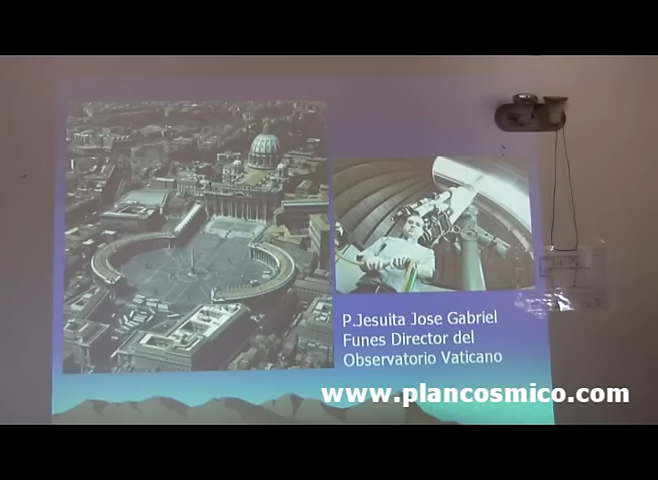 P.Jesuita Jose Gabriel
Funes Director del
Observatorio Vaticano
www.plancosmico.com